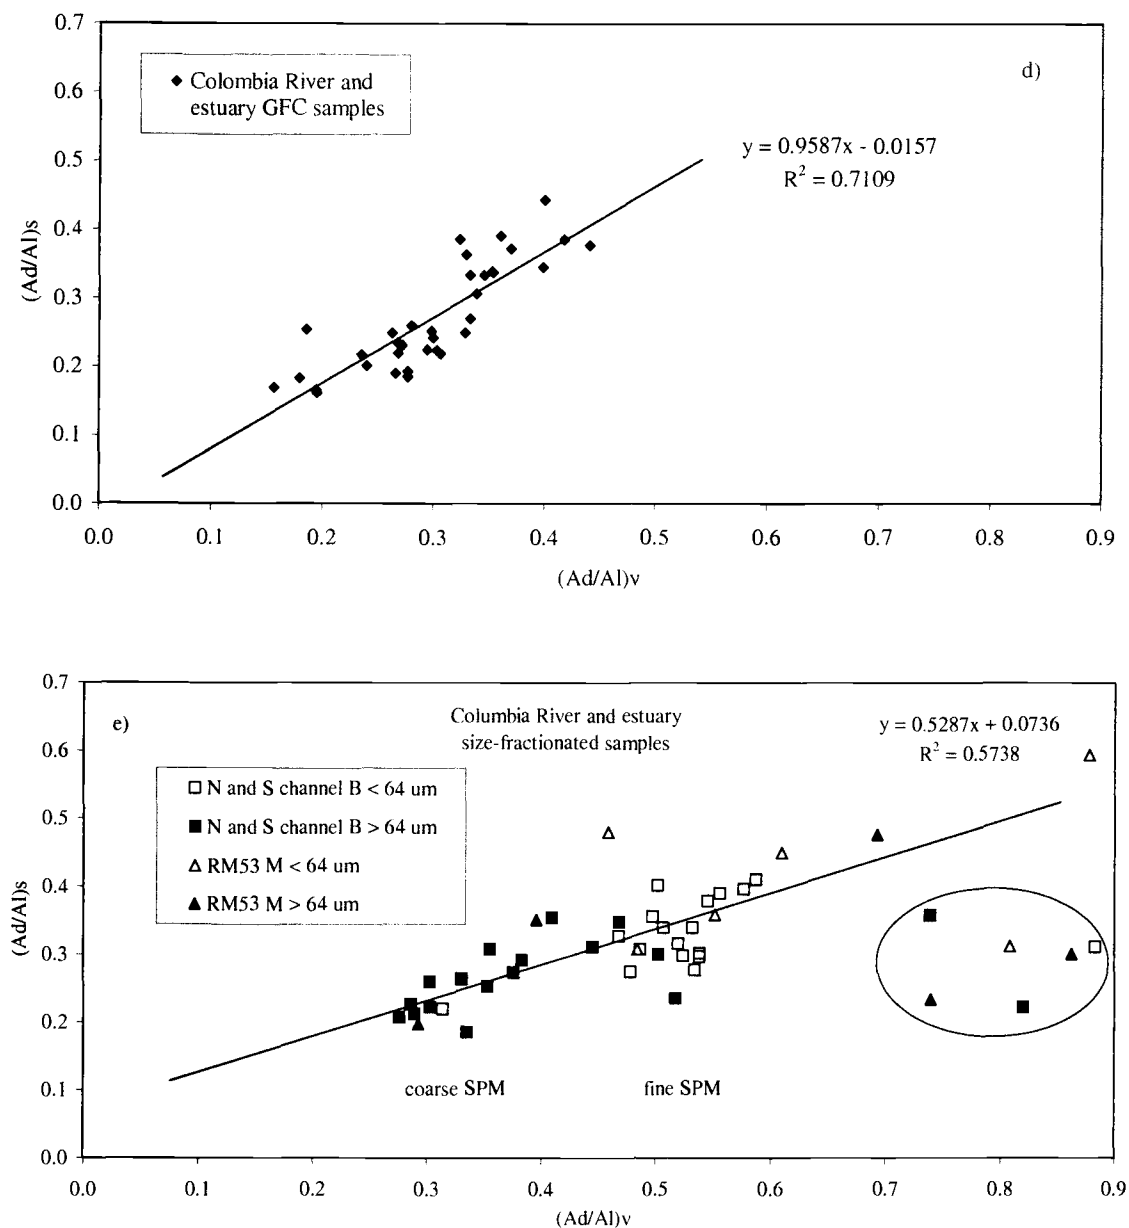 0.7
0.6
0.5
0.4
0.3
0.2
0.1
0.0
(Ad/Al)s
◆ Colombia River and
estuary GFC samples
d)
y = 0.9587x - 0.0157
R² = 0.7109
0.0 0.1 0.2 0.3 0.4 0.5 0.6 0.7 0.8 0.9
(Ad/Al)v
0.7
0.6
0.5
0.4
0.3
0.2
0.1
0.0
(Ad/Al)s
e)
Columbia River and estuary
size-fractionated samples
y = 0.5287x + 0.0736
R² = 0.5738
□ N and S channel B < 64 um
■ N and S channel B > 64 um
△ RM53 M < 64 um
▲ RM53 M > 64 um
coarse SPM fine SPM
0.0 0.1 0.2 0.3 0.4 0.5 0.6 0.7 0.8 0.9
(Ad/Al)v